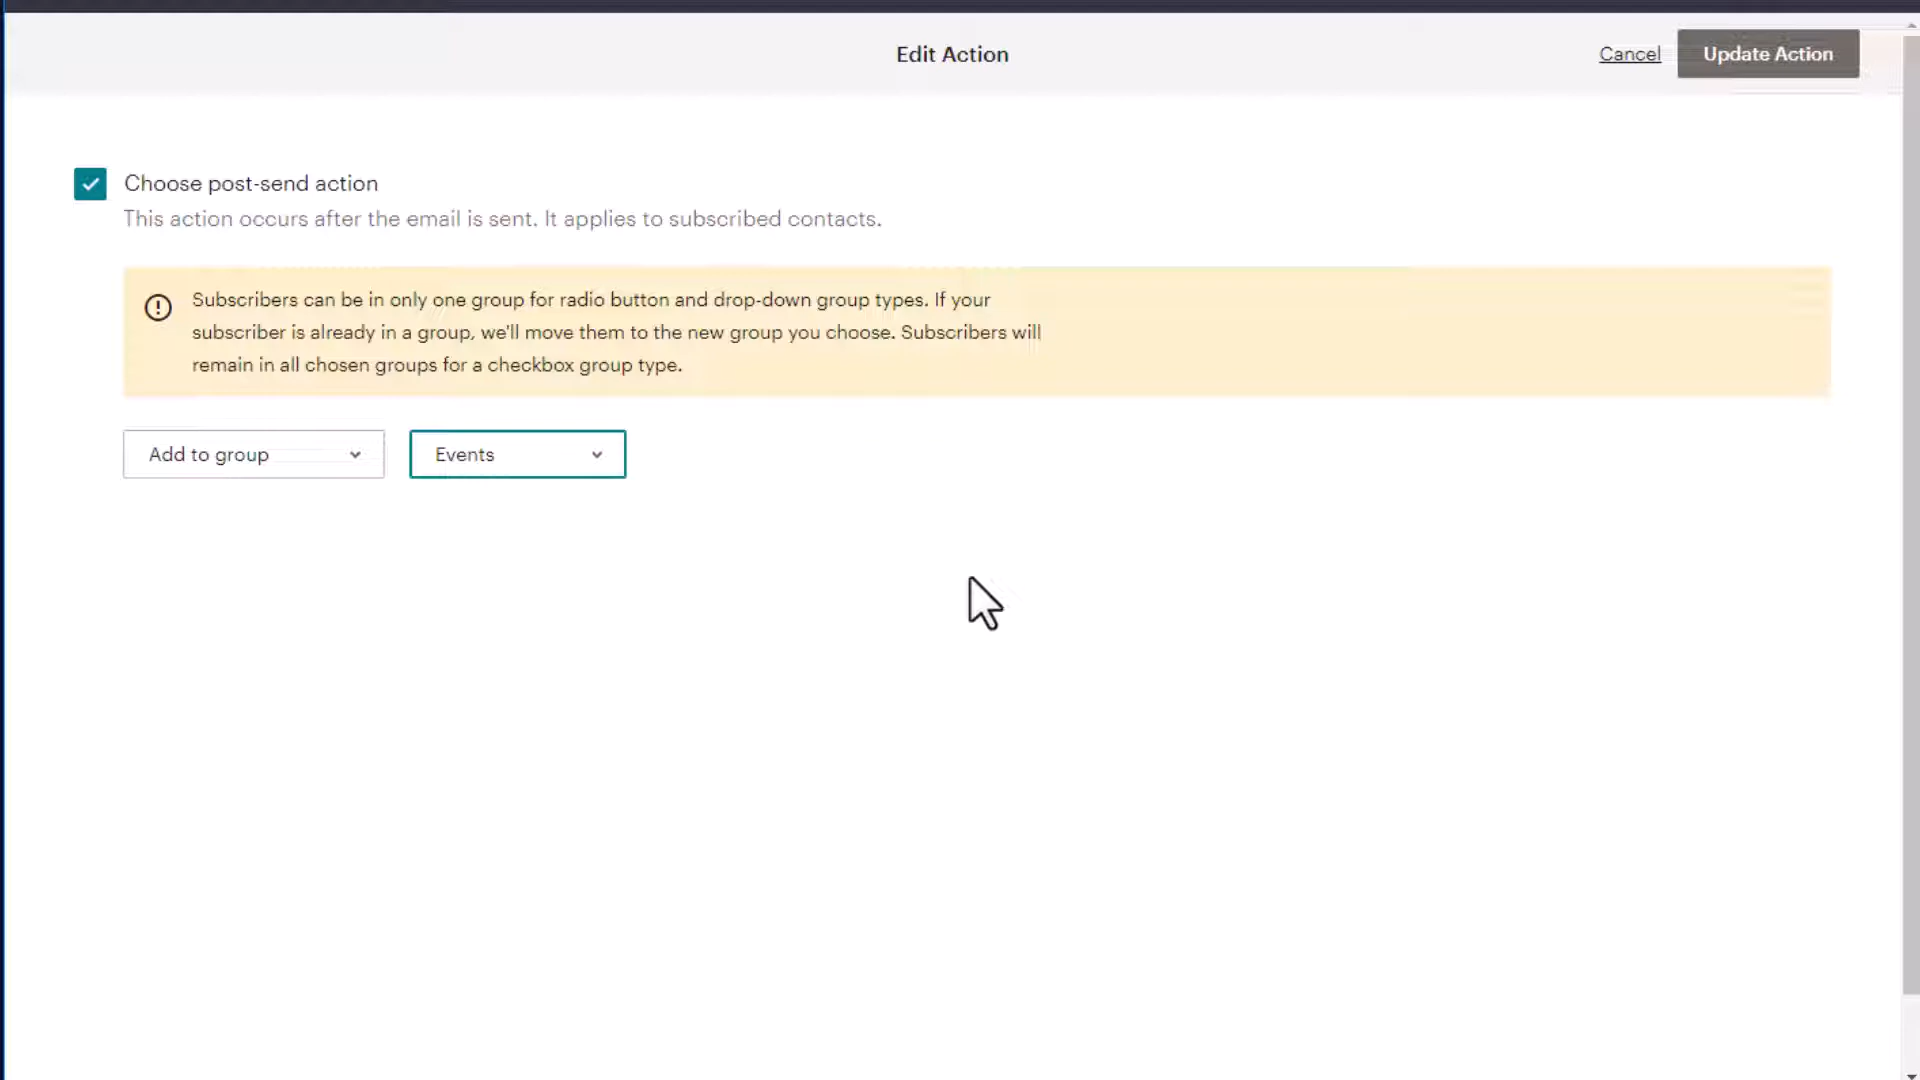 Edit Action
Cancel
Update Action
Choose post-send action
This action occurs after the email is sent. It applies to subscribed contacts.
Subscribers can be in only one group for radio button and drop-down group types. If your
subscriber is already in a group, we'll move them to the new group you choose. Subscribers will
remain in all chosen groups for a checkbox group type.
Add to group
Events